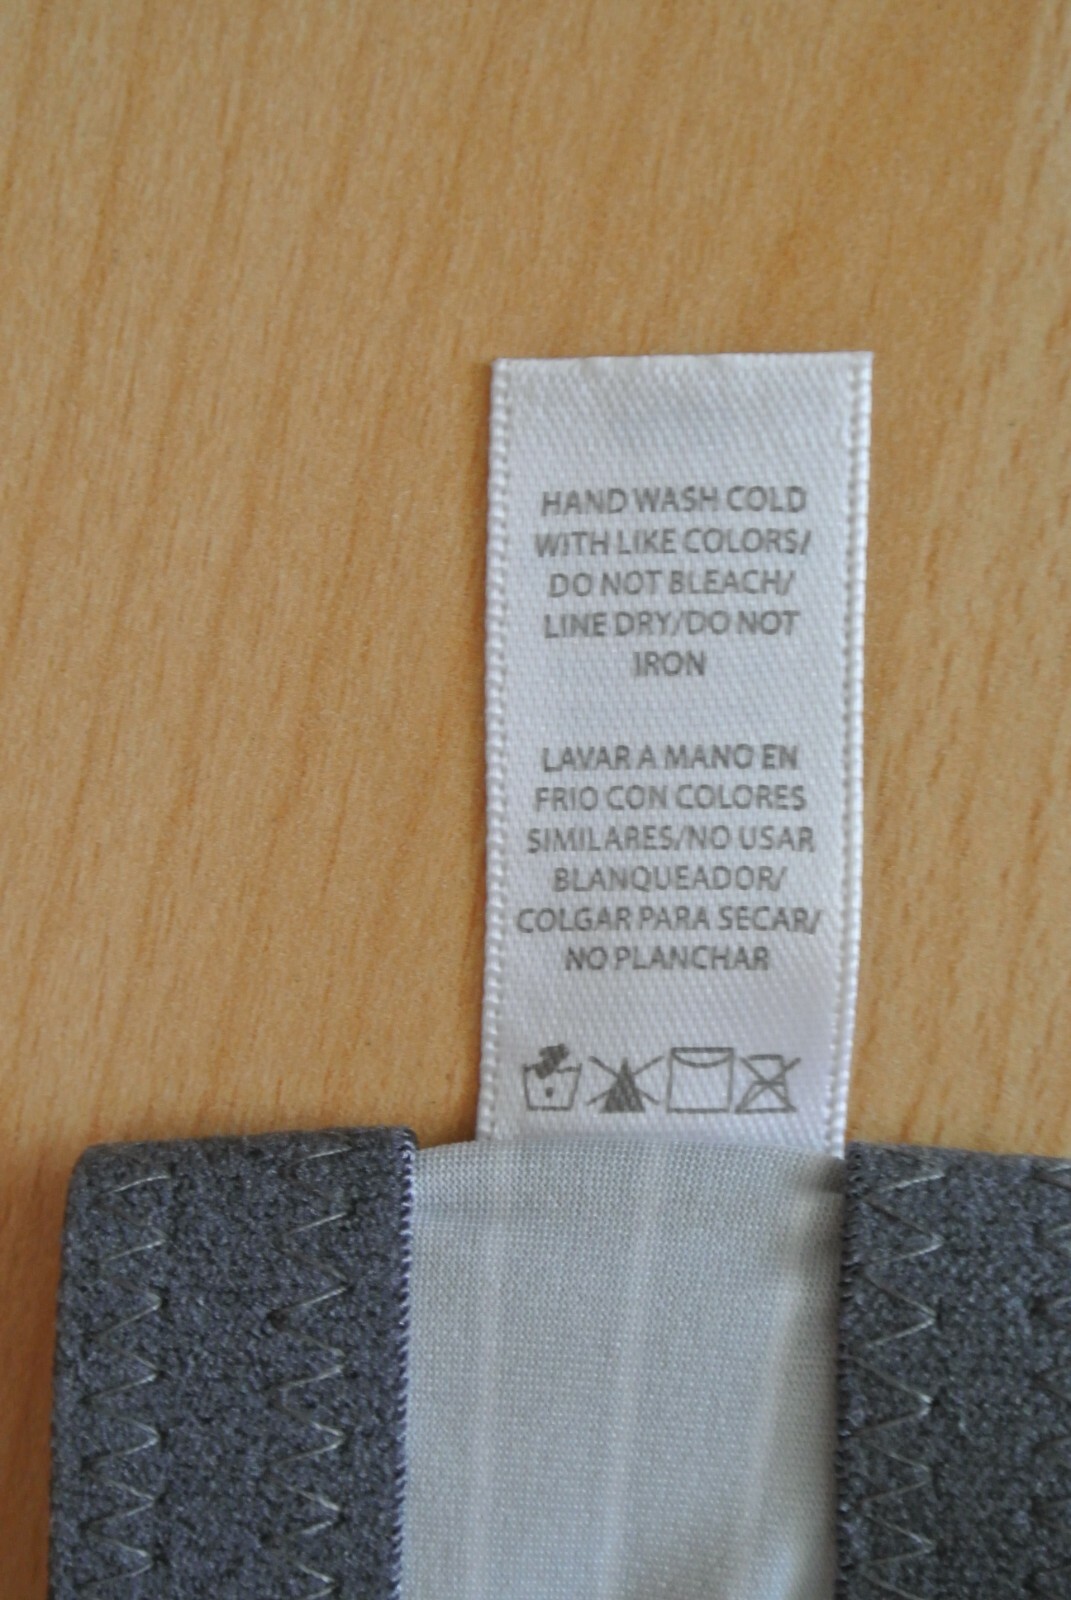 HAND WASH COLD
WITH LIKE COLORS/
DO NOT BLEACH/
LINE DRY/DO NOT
IRON
LAVAR A MANO EN
FRIO CON COLORES
SIMILARES/NO USAR
BLANQUEADOR/
COLGAR PARA SECAR/
NO PLANCHAR